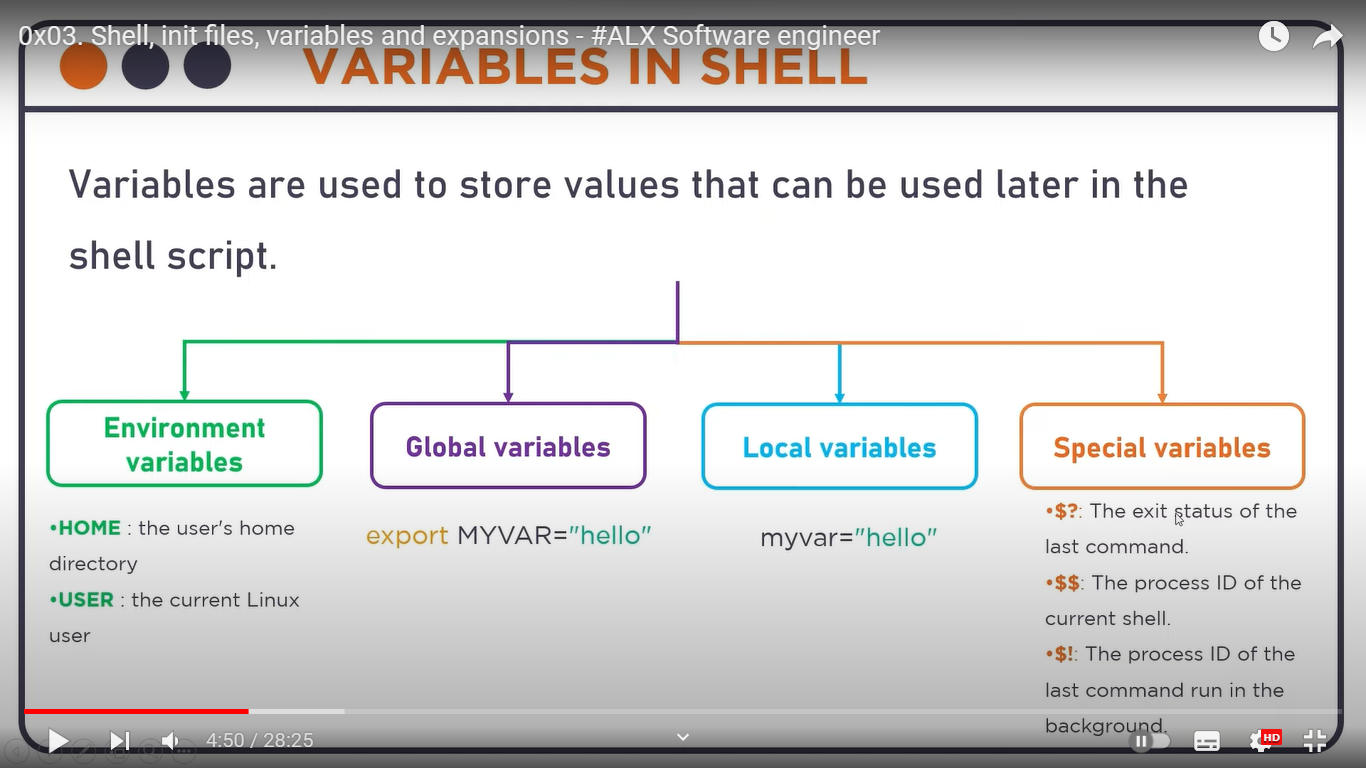 0x03. Shell, init files, variables and expansions - #ALX Software engineer
VARIABLES IN SHELL
Variables are used to store values that can be used later in the
shell script.
Environment
variables
•HOME : the user's home
directory
•USER : the current Linux
user
Global variables
export MYVAR="hello"
Local variables
myvar="hello"
Special variables
•$?: The exit status of the
last command.
•$$: The process ID of the
current shell.
•$!: The process ID of the
last command run in the
background.
4:50 / 28:25
HD